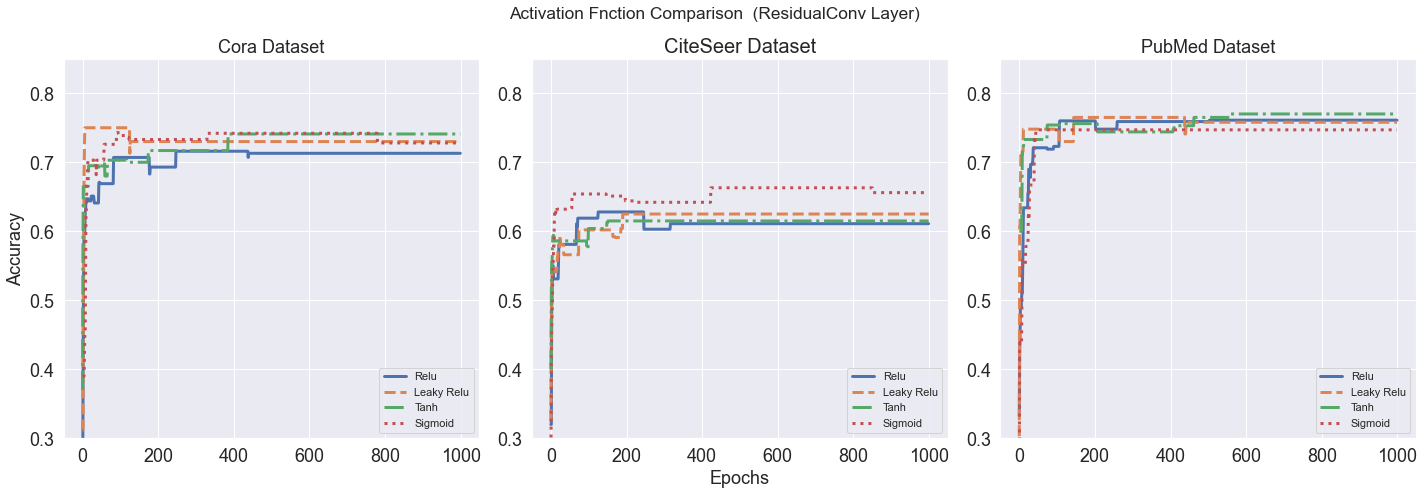 Activation Fnction Comparison (ResidualConv Layer)
Cora Dataset
0.8
0.7
0.6
0.5
0.4
0.3
Accuracy
0 200 400 600 800 1000
Relu
Leaky Relu
Tanh
Sigmoid
CiteSeer Dataset
0.8
0.7
0.6
0.5
0.4
0.3
0 200 400 600 800 1000
Epochs
Relu
Leaky Relu
Tanh
Sigmoid
PubMed Dataset
0.8
0.7
0.6
0.5
0.4
0.3
0 200 400 600 800 1000
Relu
Leaky Relu
Tanh
Sigmoid